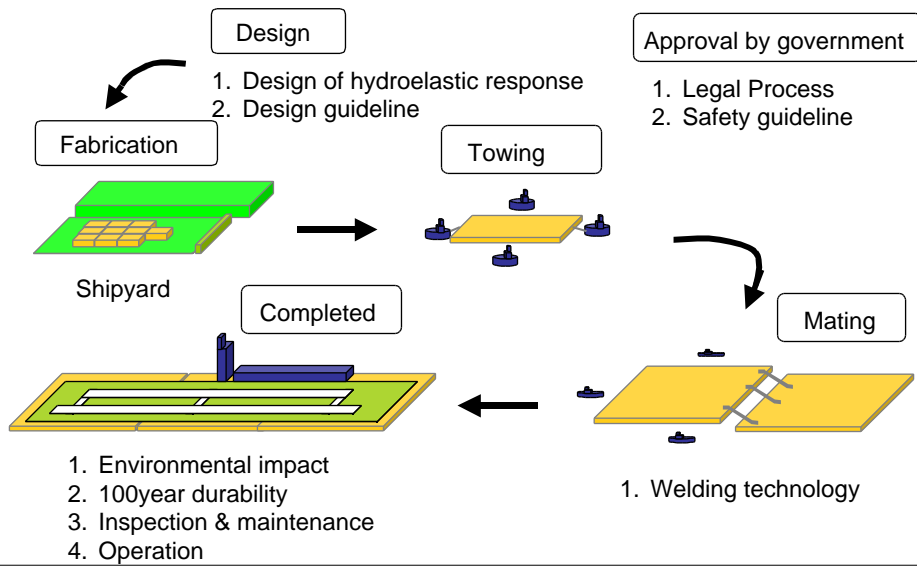 Design
1. Design of hydroelastic response
2. Design guideline
Approval by government
1. Legal Process
2. Safety guideline
Fabrication
Shipyard
Towing
Mating
1. Welding technology
Completed
1. Environmental impact
2. 100year durability
3. Inspection & maintenance
4. Operation